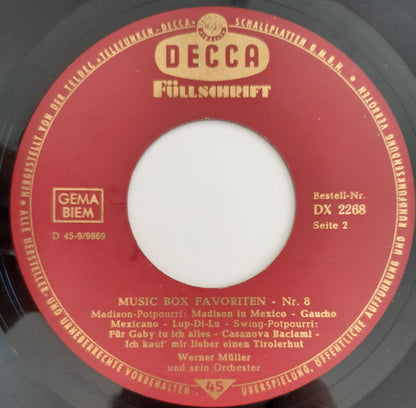 HERGESTELLT VON DER TELDEC »TELEFUNKEN-DECCA« SCHALLPLATTEN G.M.B.H.
DECCA
FÜLLSCHRIFT
GEMA
BIEM
D 45-9/9869
Bestell-Nr.
DX 2268
Seite 2
MUSIC BOX FAVORITEN - Nr. 8
Madison-Potpourri: Madison in Mexico - Gaucho
Mexicano - Lup-Di-Lu - Swing-Potpourri:
Für Gaby tu ich alles - Casanova Baciami -
Ich kauf' mir lieber einen Tirolerhut
Werner Müller
und sein Orchester
45
ALLE HERSTELLER- UND URHEBERRECHTE VORBEHALTEN
ÜBERSPIELUNG, ÖFFENTLICHE AUFFÜHRUNG UND RUNDFUNKSENDUNG VERBOTEN